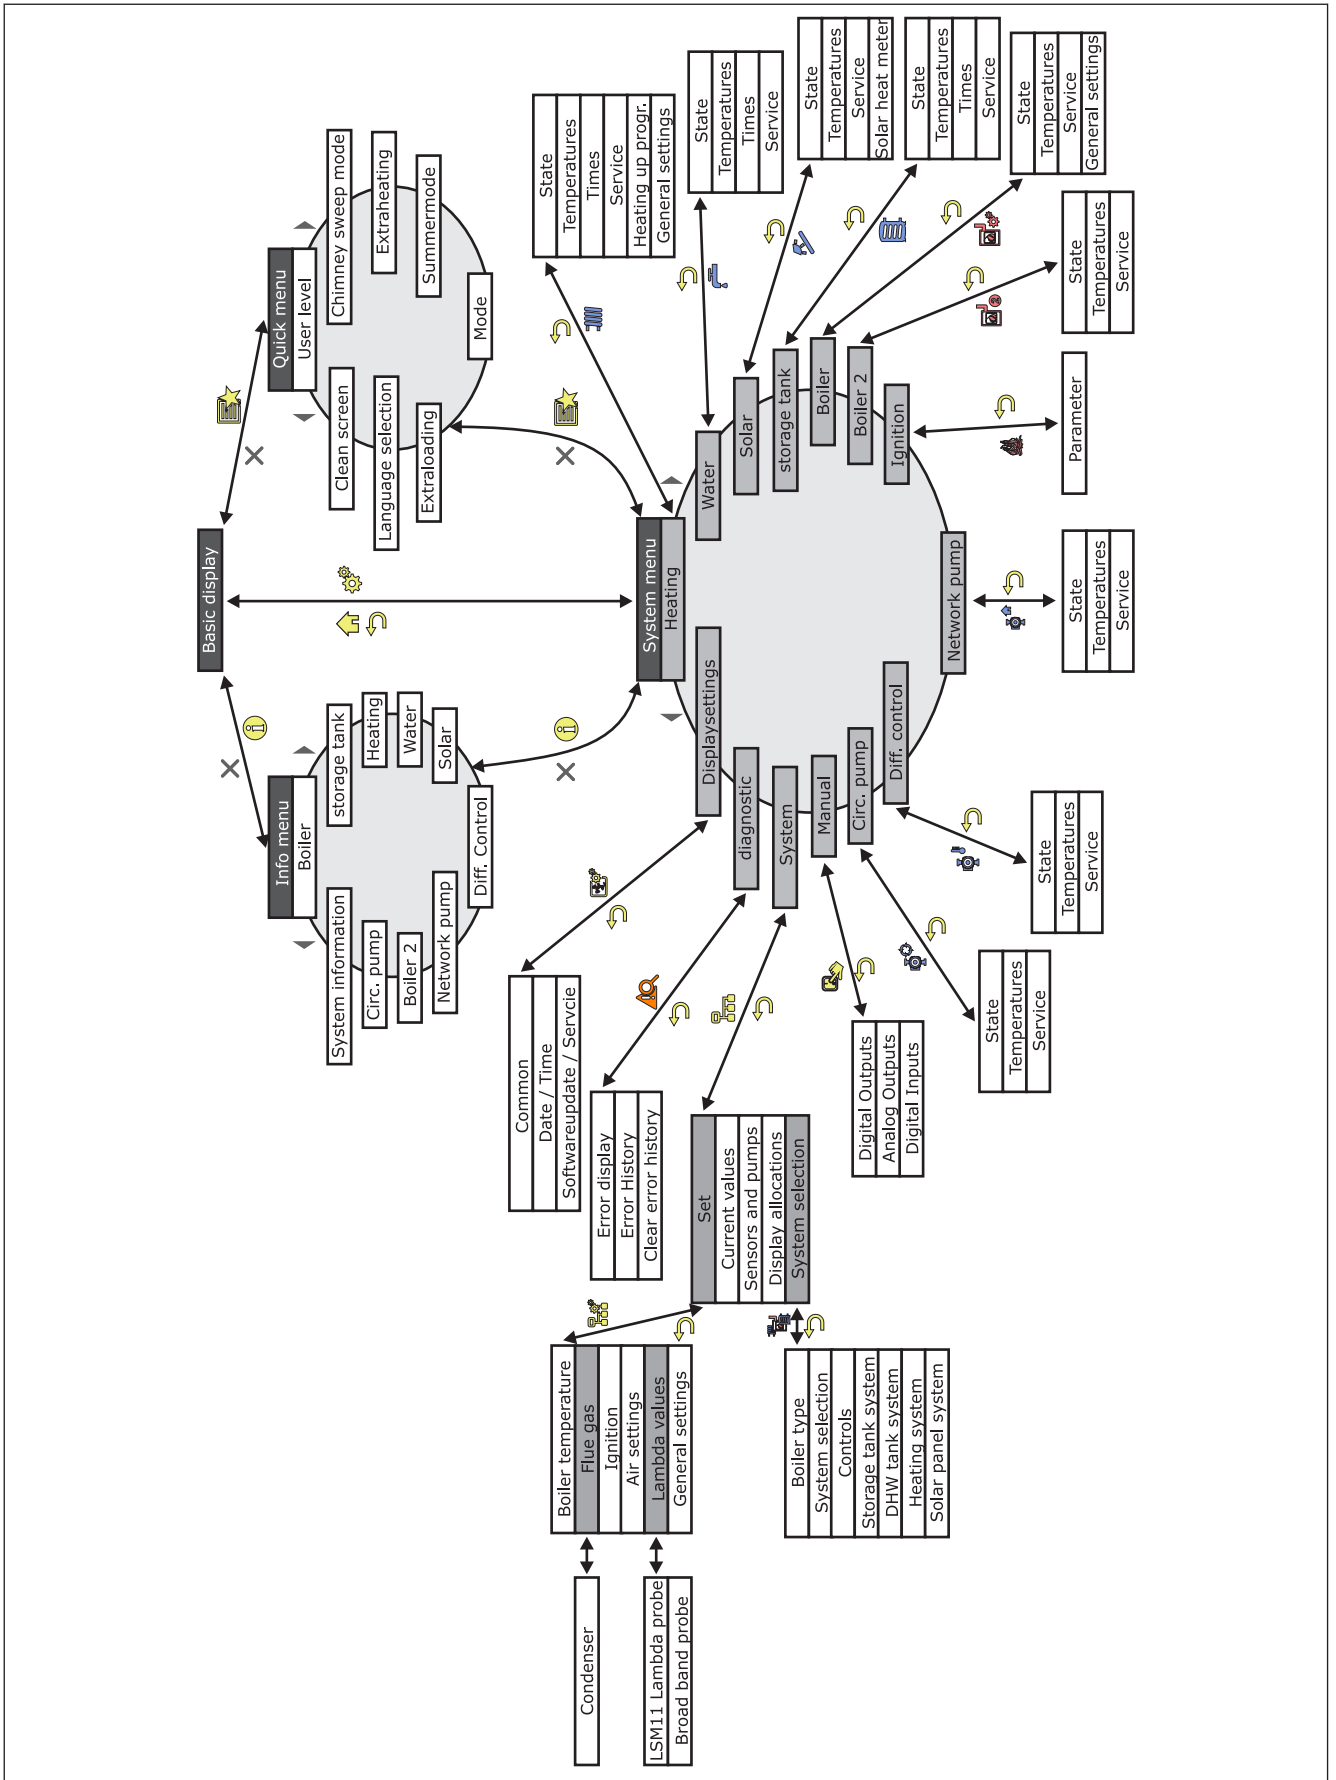 Basic display
Info menu
Boiler
storage tank
Heating
Water
Solar
Diff. Control
Network pump
Boiler 2
Circ. pump
System information
Quick menu
User level
Chimney sweep mode
Extraheating
Summermode
Mode
Extraloading
Language selection
Clean screen
System menu
Heating
Water
Solar
storage tank
Boiler
Boiler 2
Ignition
Network pump
Diff. control
Circ. pump
Manual
System
diagnostic
Displaysettings
State
Temperatures
Times
Service
Heating up progr.
General settings
State
Temperatures
Times
Service
State
Temperatures
Service
Solar heat meter
State
Temperatures
Times
Service
State
Temperatures
Service
General settings
State
Temperatures
Service
Parameter
State
Temperatures
Service
State
Temperatures
Service
State
Temperatures
Service
Digital Outputs
Analog Outputs
Digital Inputs
Set
Current values
Sensors and pumps
Display allocations
System selection
Error display
Error History
Clear error history
Common
Date / Time
Softwareupdate / Servcie
Boiler temperature
Flue gas
Ignition
Air settings
Lambda values
General settings
Boiler type
System selection
Controls
Storage tank system
DHW tank system
Heating system
Solar panel system
Condenser
LSM11 Lambda probe
Broad band probe